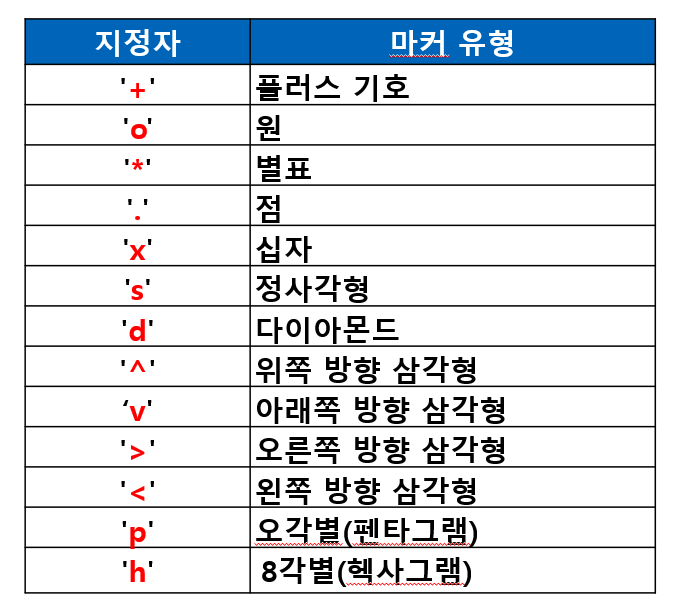 지정자 마커 유형
'+' 플러스 기호
'o' 원
'*' 별표
'.' 점
'x' 십자
's' 정사각형
'd' 다이아몬드
'^' 위쪽 방향 삼각형
‘v' 아래쪽 방향 삼각형
'>' 오른쪽 방향 삼각형
'<' 왼쪽 방향 삼각형
'p' 오각별(펜타그램)
'h' 8각별(헥사그램)